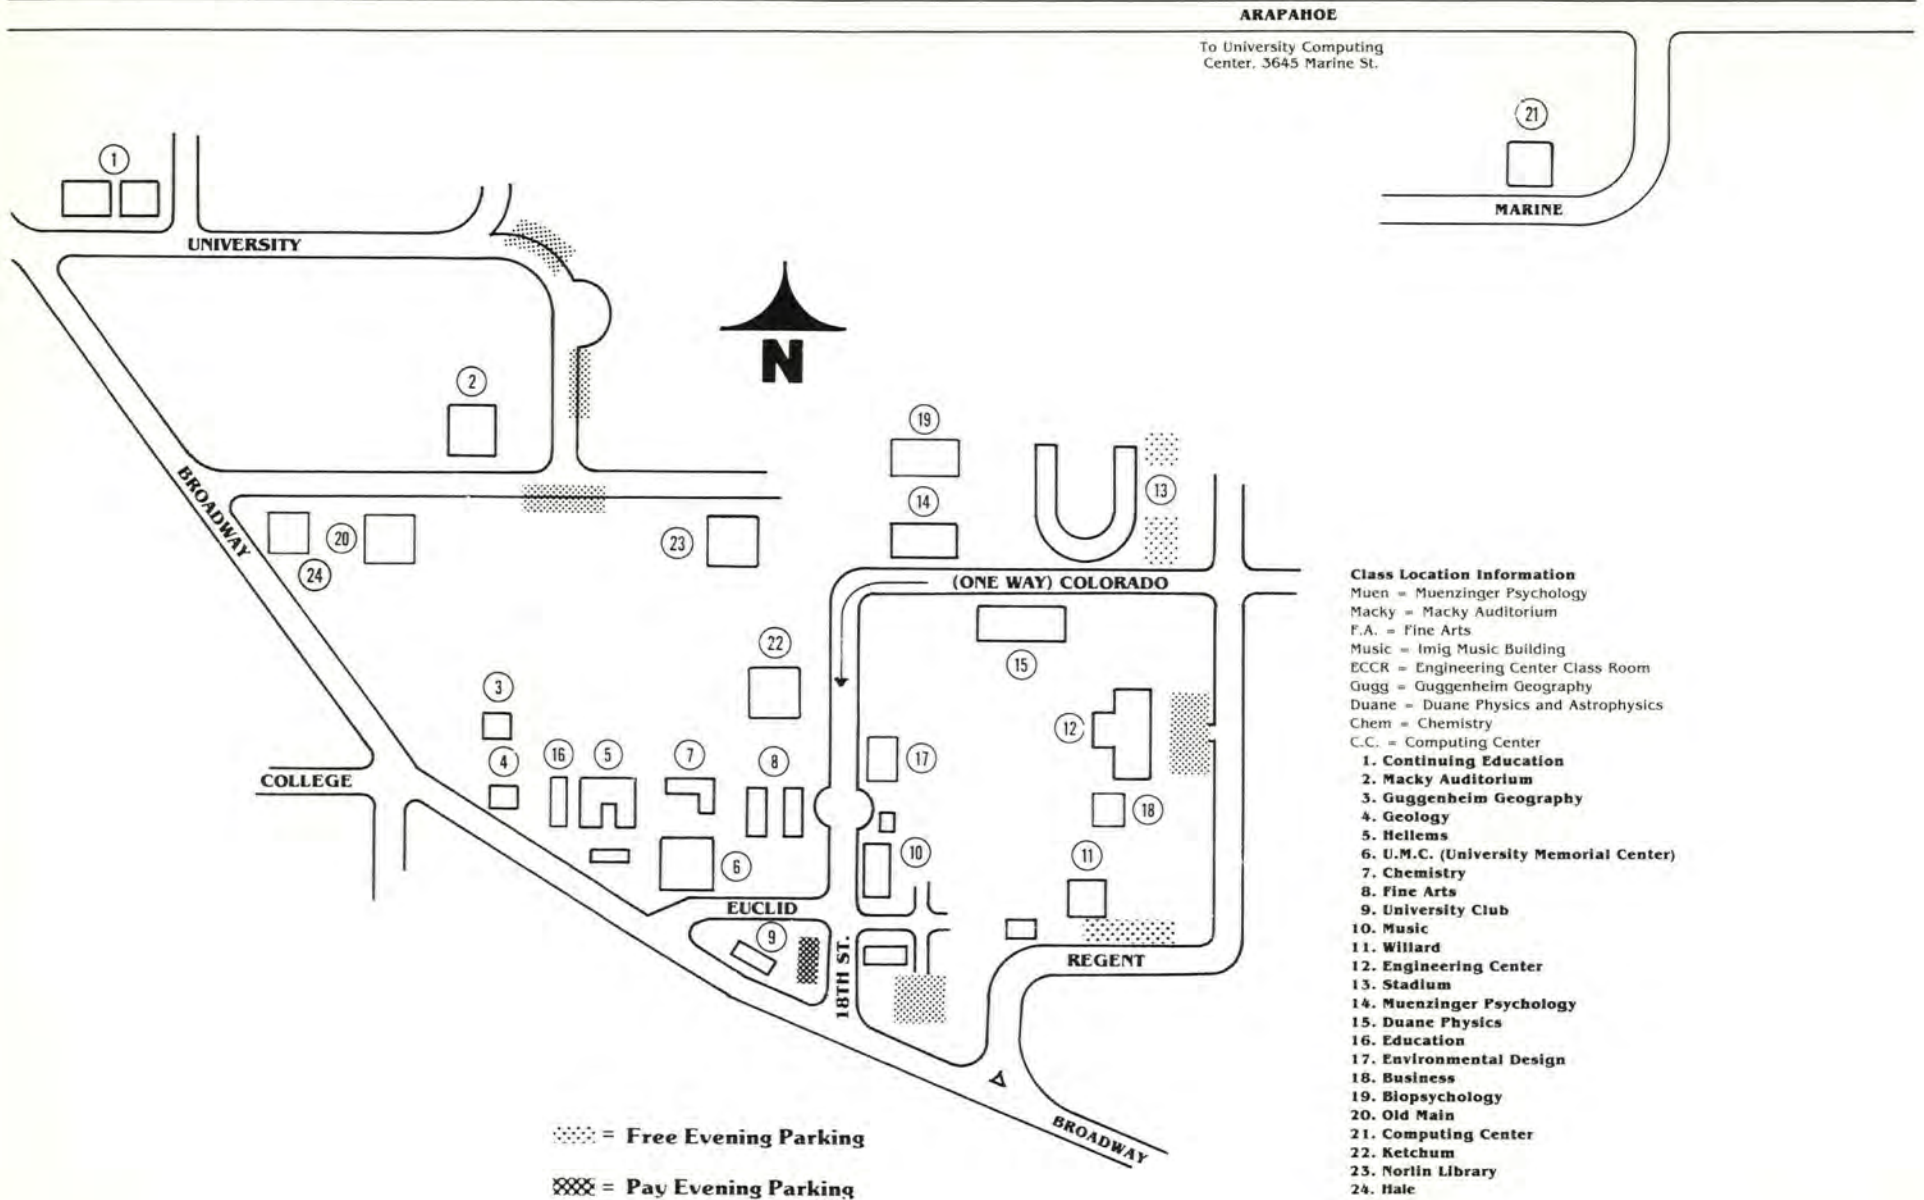 ARAPAHOE
To University Computing
Center, 3645 Marine St.
21
1
MARINE
UNIVERSITY
N
2
19
BROADWAY
13
14
20
23
24
(ONE WAY) COLORADO
22
15
3
12
16
5
7
8
17
4
COLLEGE
18
10
11
6
EUCLID
9
18TH ST.
REGENT
BROADWAY
= Free Evening Parking
= Pay Evening Parking
Class Location Information
Muen = Muenzinger Psychology
Macky = Macky Auditorium
F.A. = Fine Arts
Music = Imig Music Building
ECCR = Engineering Center Class Room
Gugg = Guggenheim Geography
Duane = Duane Physics and Astrophysics
Chem = Chemistry
C.C. = Computing Center
1. Continuing Education
2. Macky Auditorium
3. Guggenheim Geography
4. Geology
5. Hellems
6. U.M.C. (University Memorial Center)
7. Chemistry
8. Fine Arts
9. University Club
10. Music
11. Willard
12. Engineering Center
13. Stadium
14. Muenzinger Psychology
15. Duane Physics
16. Education
17. Environmental Design
18. Business
19. Biopsychology
20. Old Main
21. Computing Center
22. Ketchum
23. Norlin Library
24. Hale